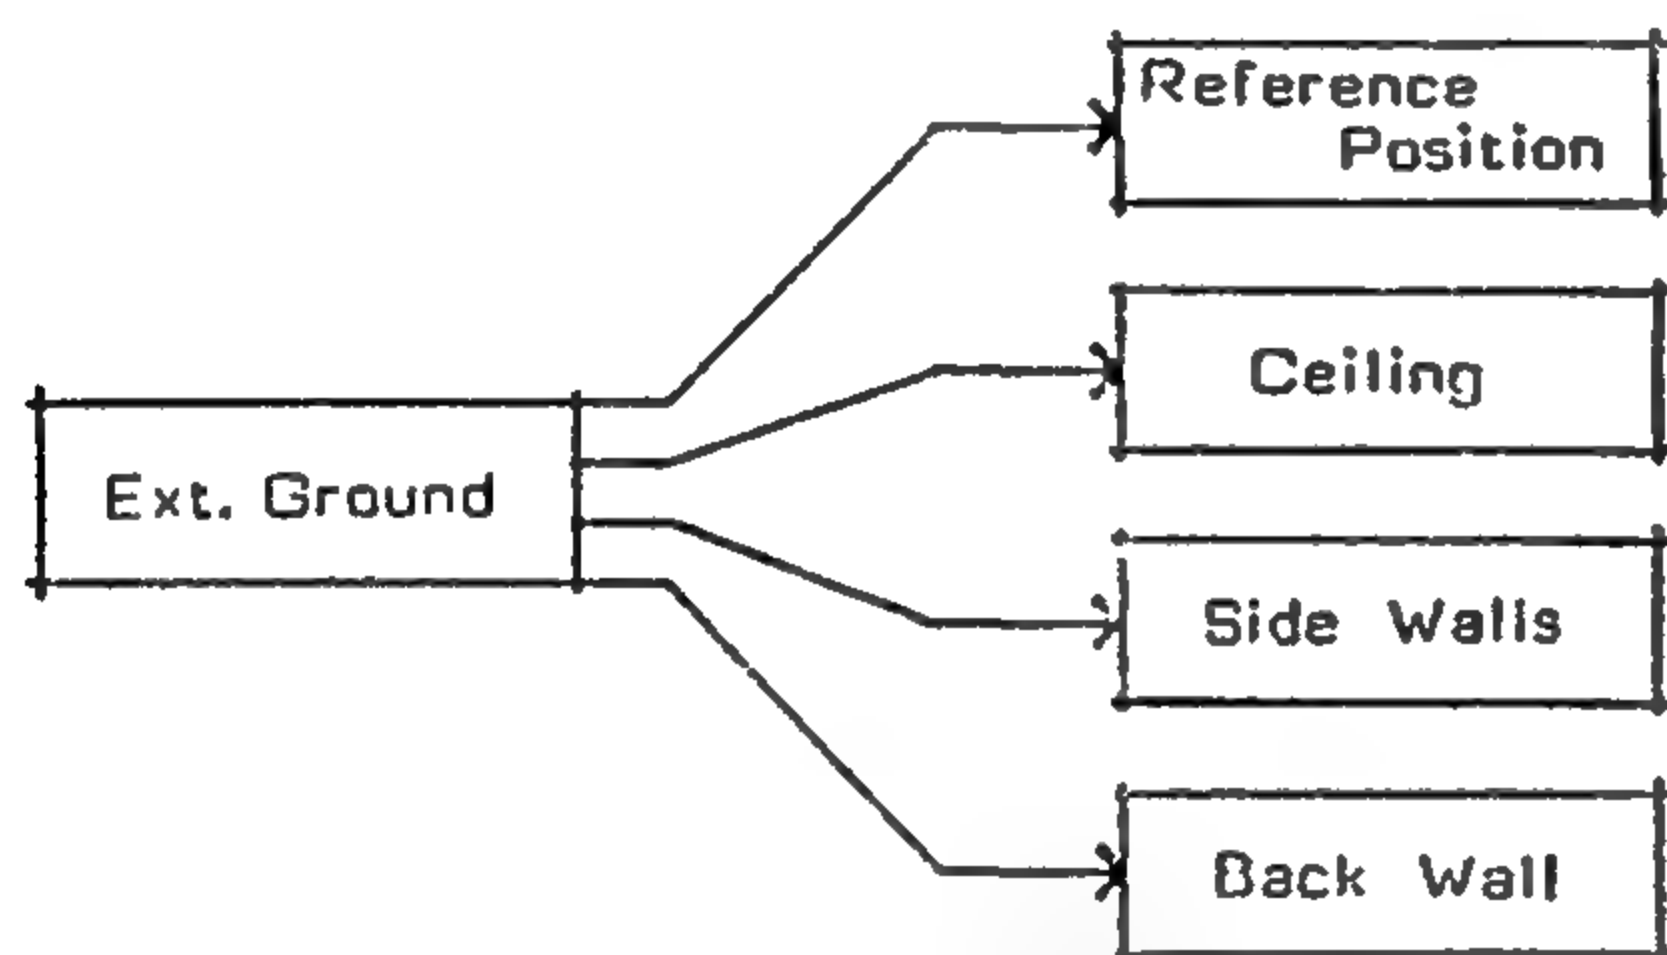 Reference
Position
Ceiling
Ext. Ground
Side Walls
Back Wall